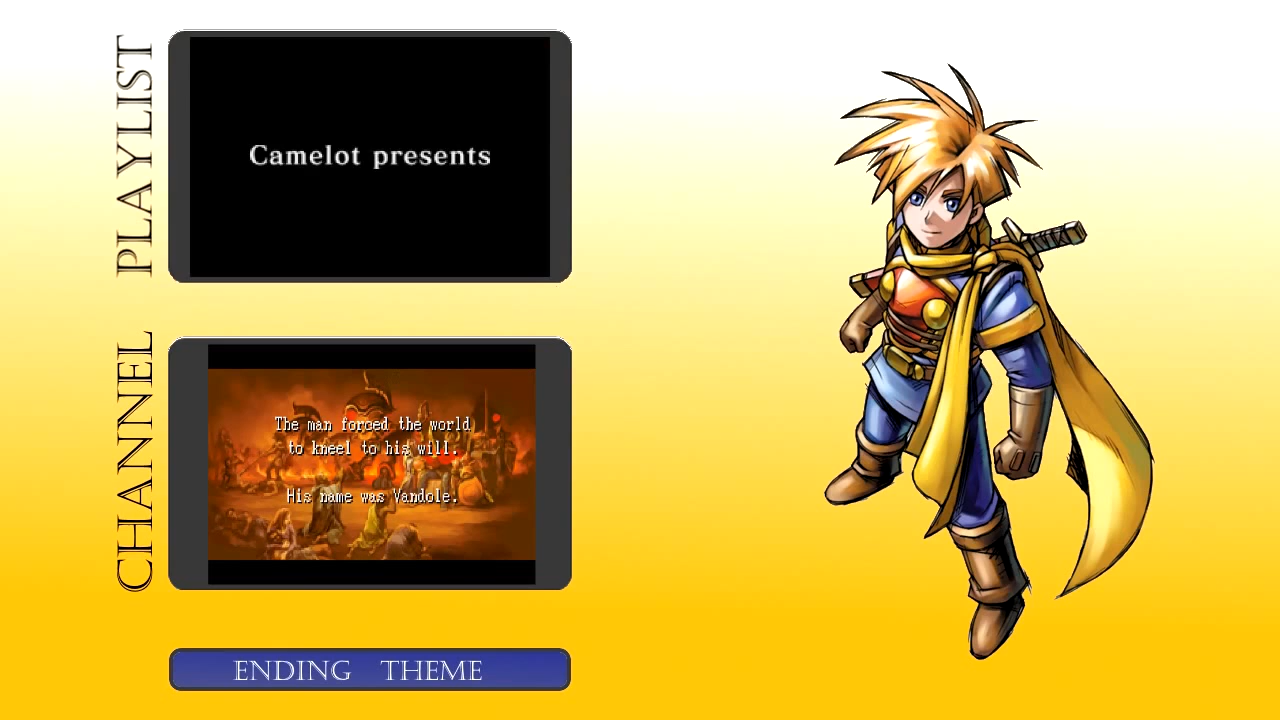 PLAYLIST
Camelot presents
CHANNEL
The man forced the world
to kneel to his will.
His name was Vandole.
ENDING THEME